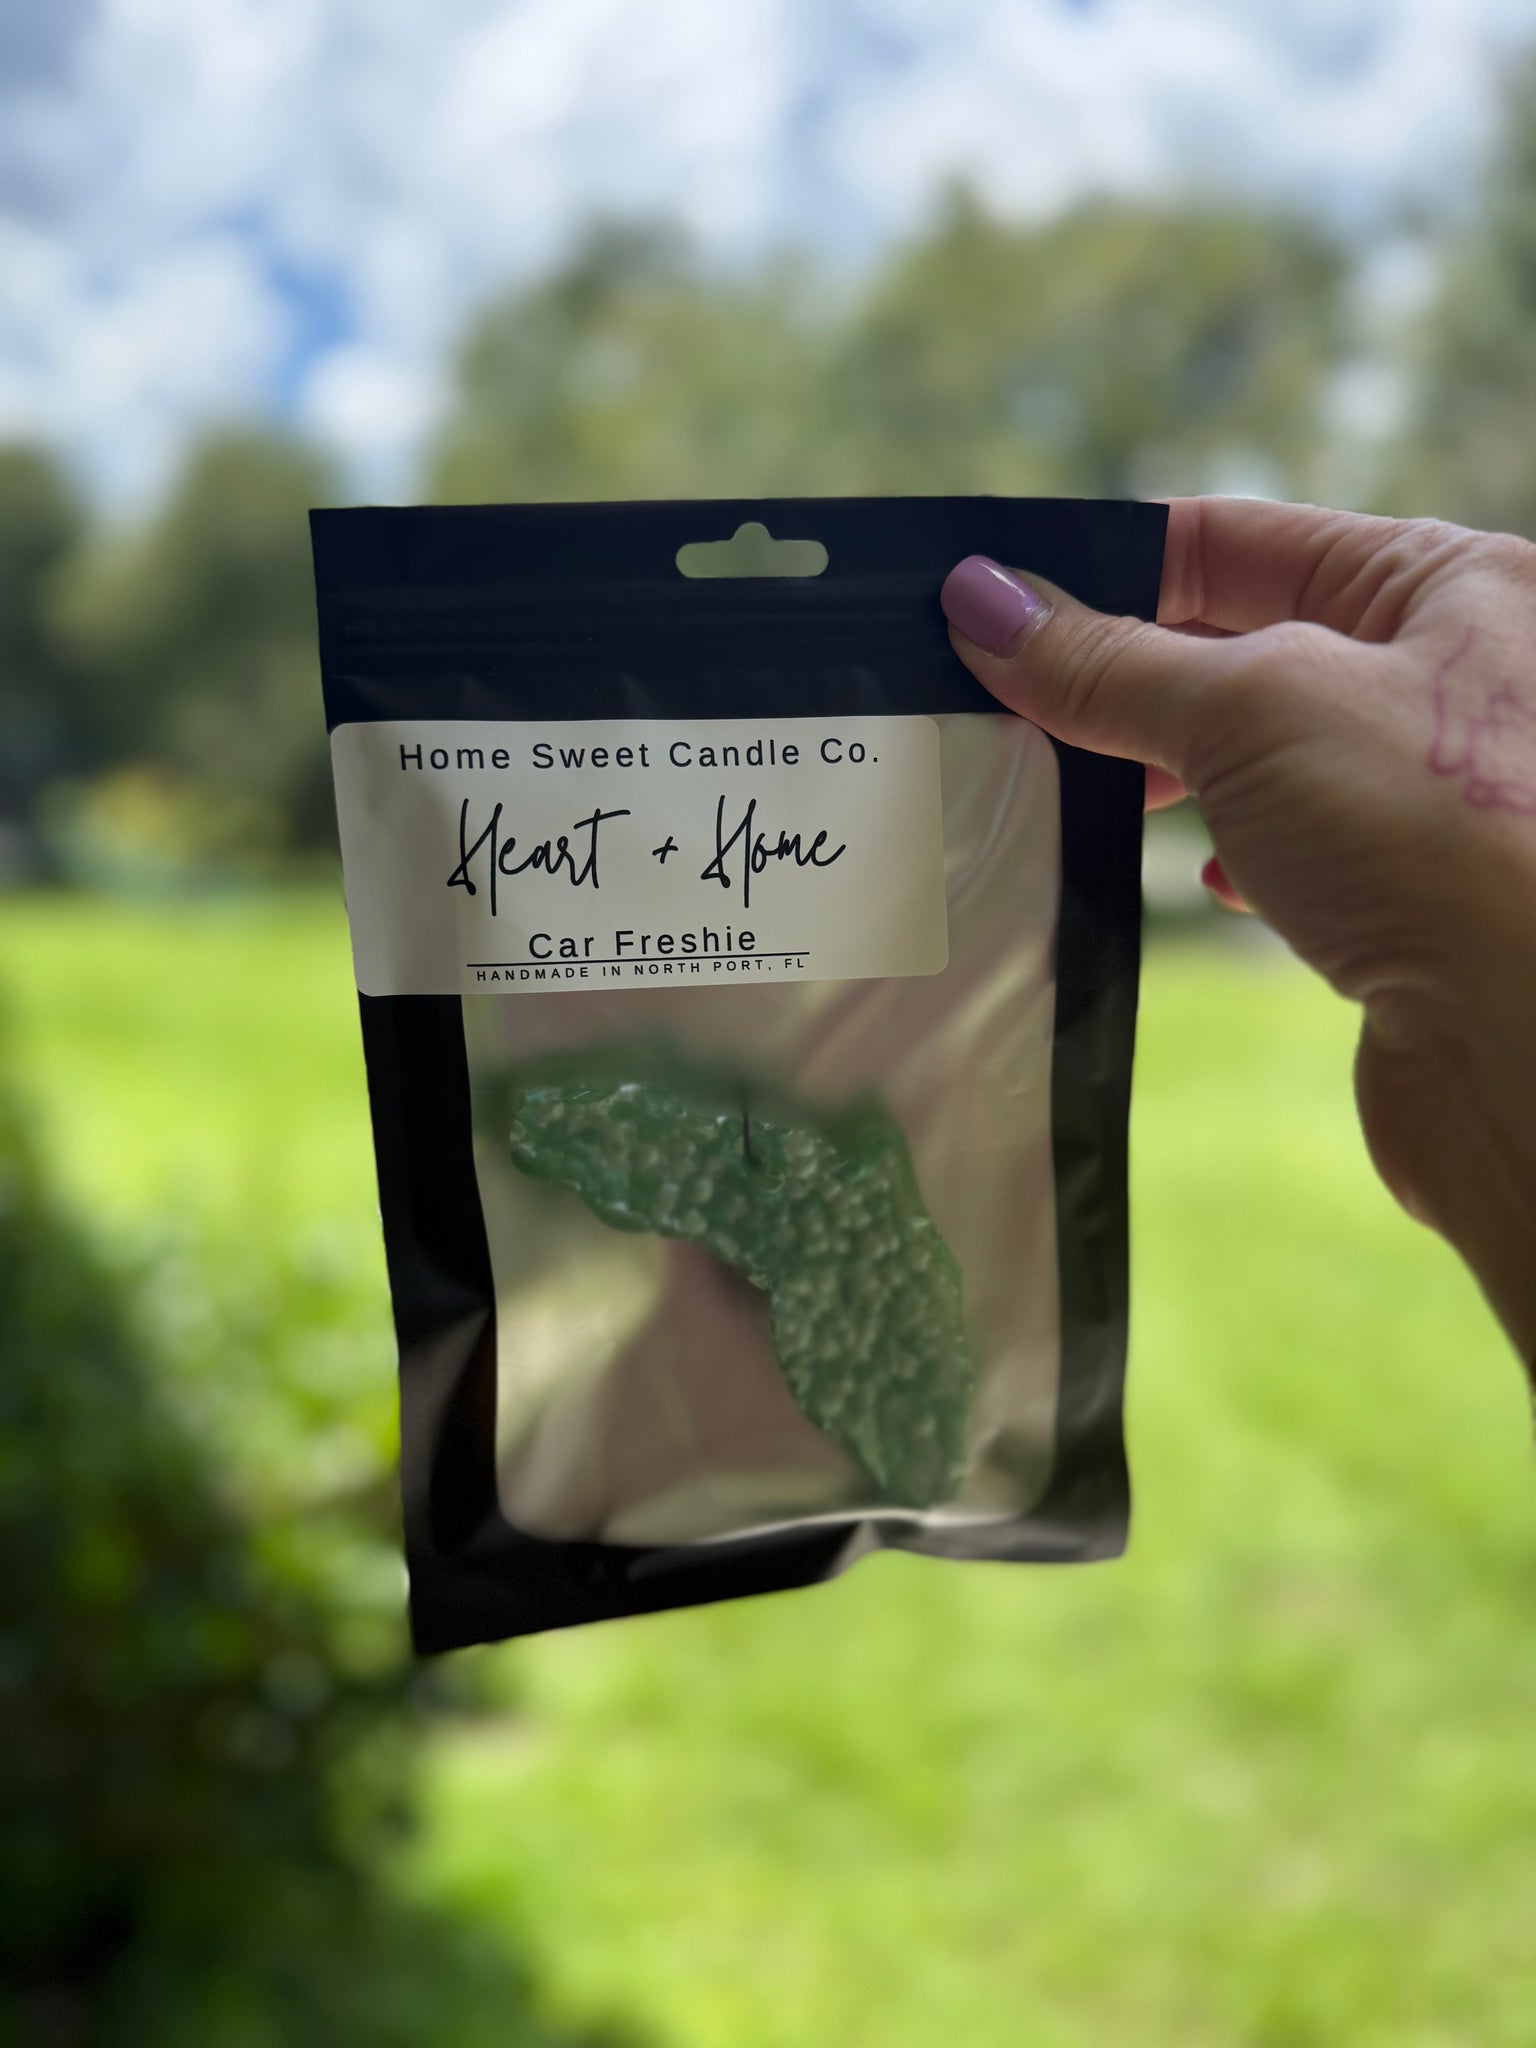 Home Sweet Candle Co.
Heart + Home
Car Freshie
HANDMADE IN NORTH PORT, FL